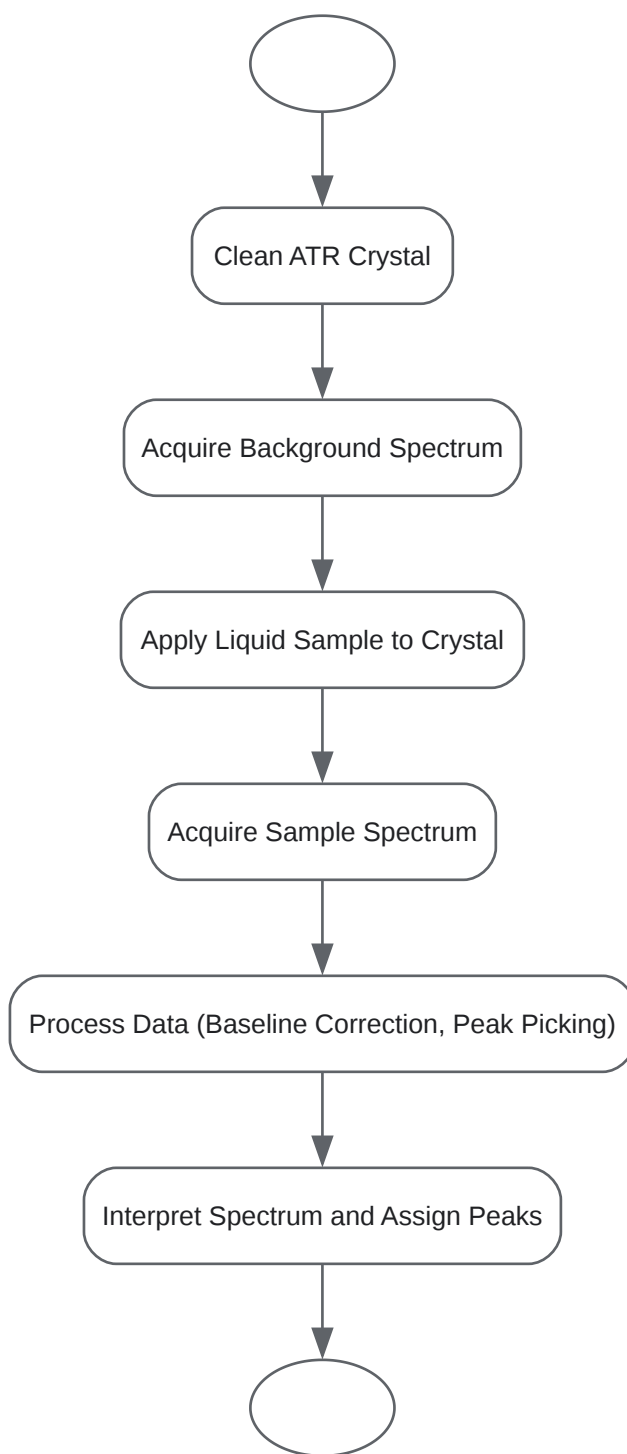 Clean ATR Crystal
Acquire Background Spectrum
Apply Liquid Sample to Crystal
Acquire Sample Spectrum
Process Data (Baseline Correction, Peak Picking)
Interpret Spectrum and Assign Peaks